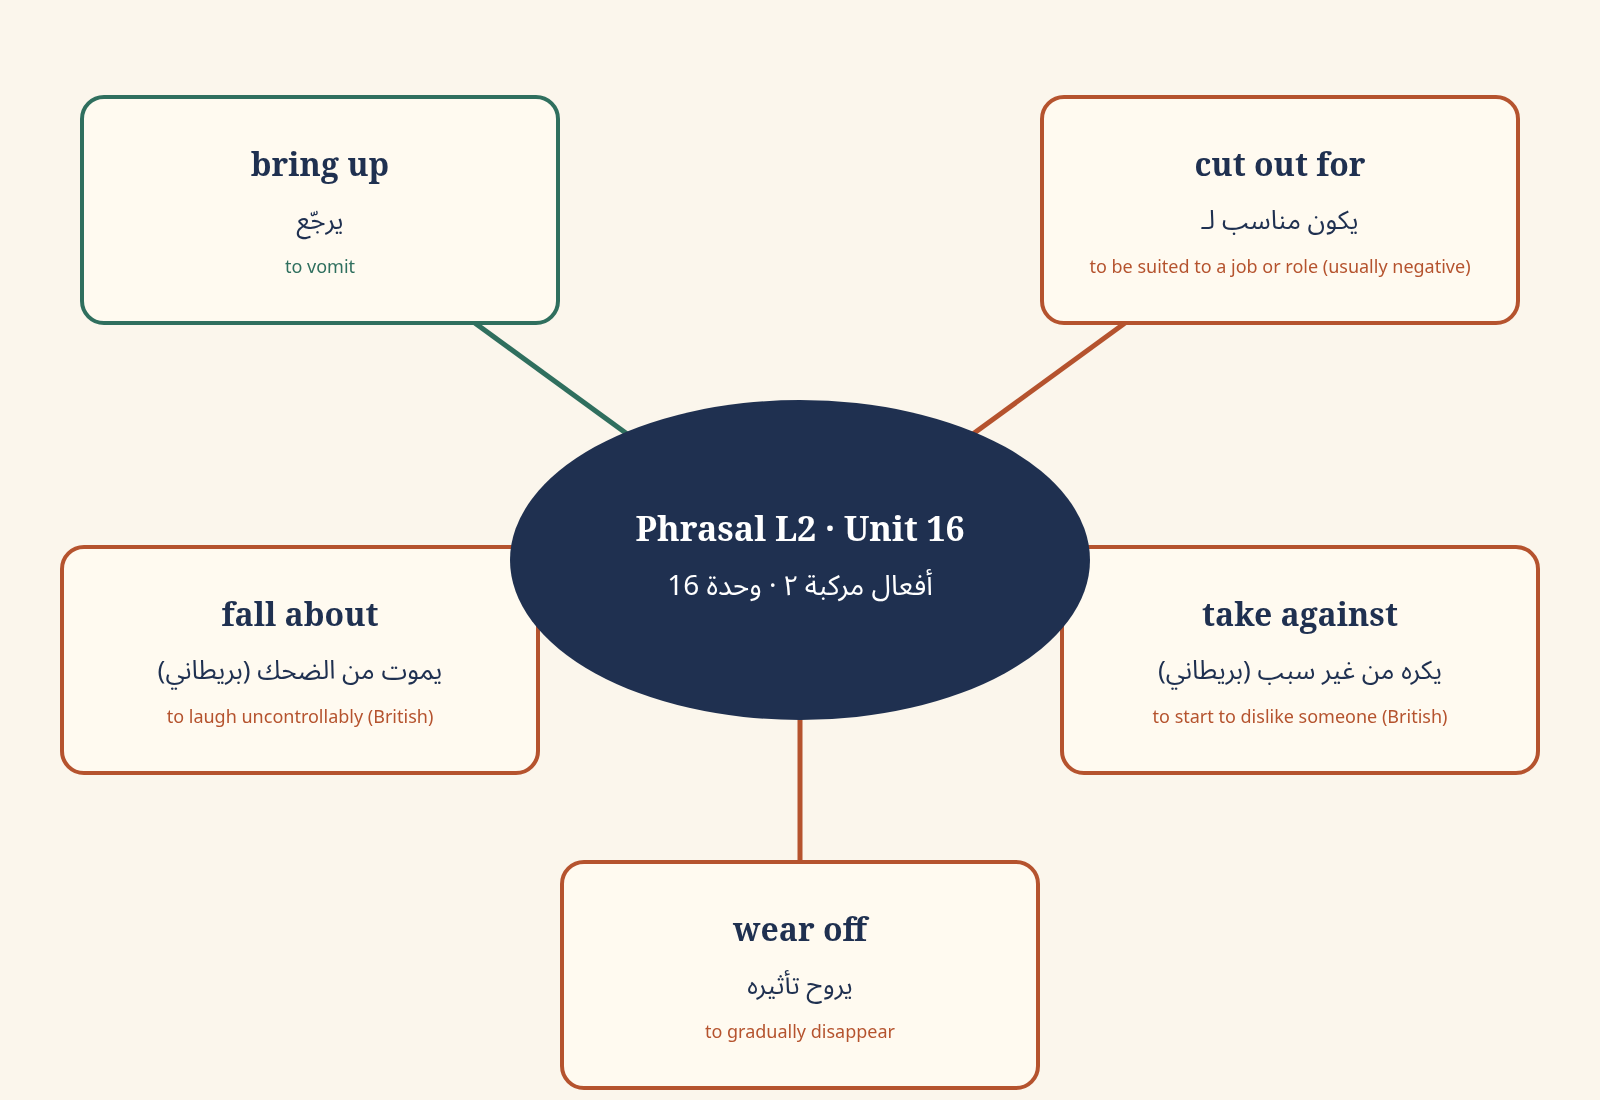 bring up
يرجّع
to vomit
cut out for
يكون مناسب لـ
to be suited to a job or role (usually negative)
Phrasal L2 · Unit 16
أفعال مركبة ٢ · وحدة 16
fall about
يموت من الضحك (بريطاني)
to laugh uncontrollably (British)
take against
يكره من غير سبب (بريطاني)
to start to dislike someone (British)
wear off
يروح تأثيره
to gradually disappear